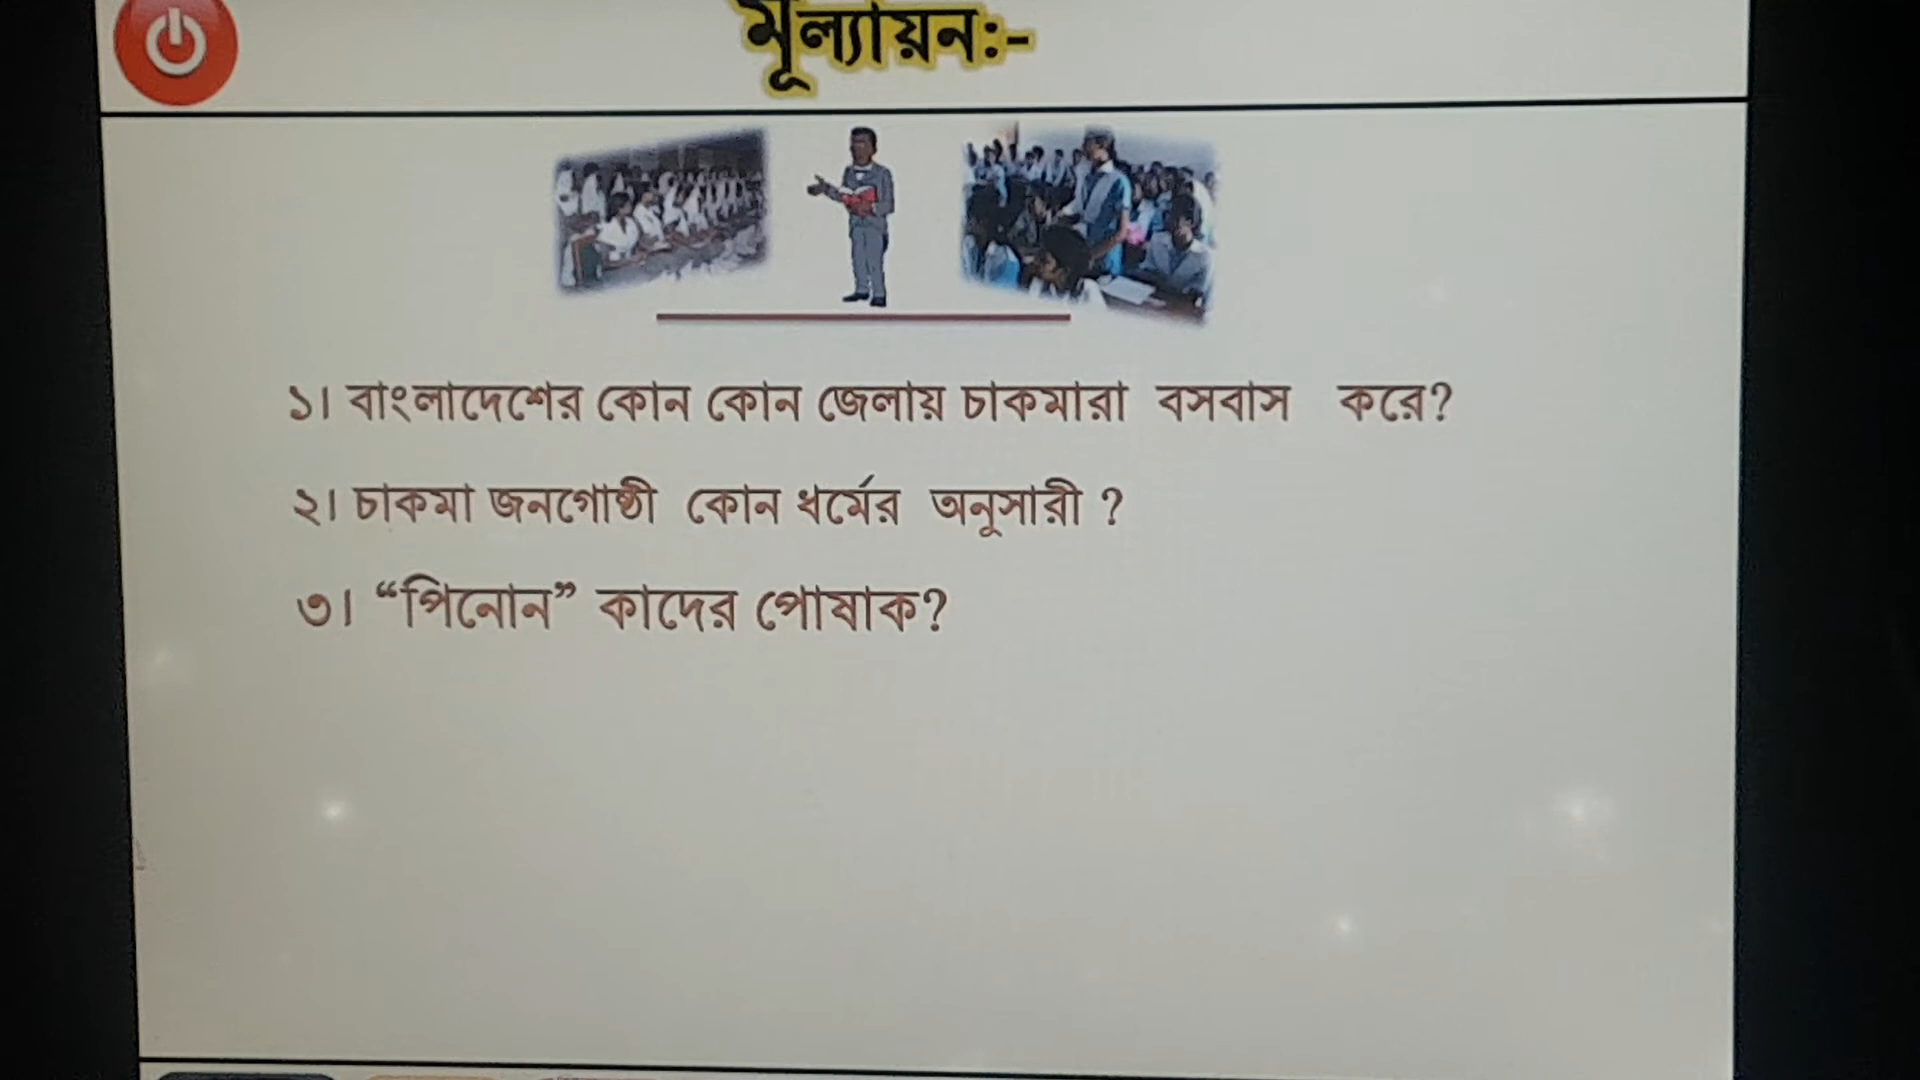 মূল্যায়ন:-
১। বাংলাদেশের কোন কোন জেলায় চাকমারা বসবাস করে?
২। চাকমা জনগোষ্ঠী কোন ধর্মের অনুসারী ?
৩। “পিনোন” কাদের পোষাক?